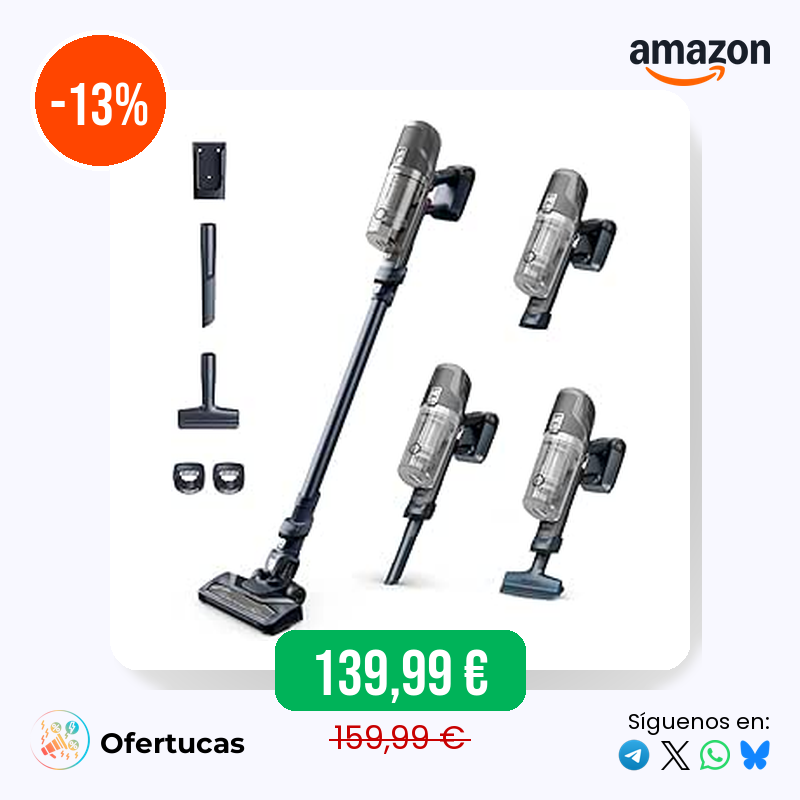 -13%
amazon
139,99 €
159,99 €
Ofertucas
Síguenos en: